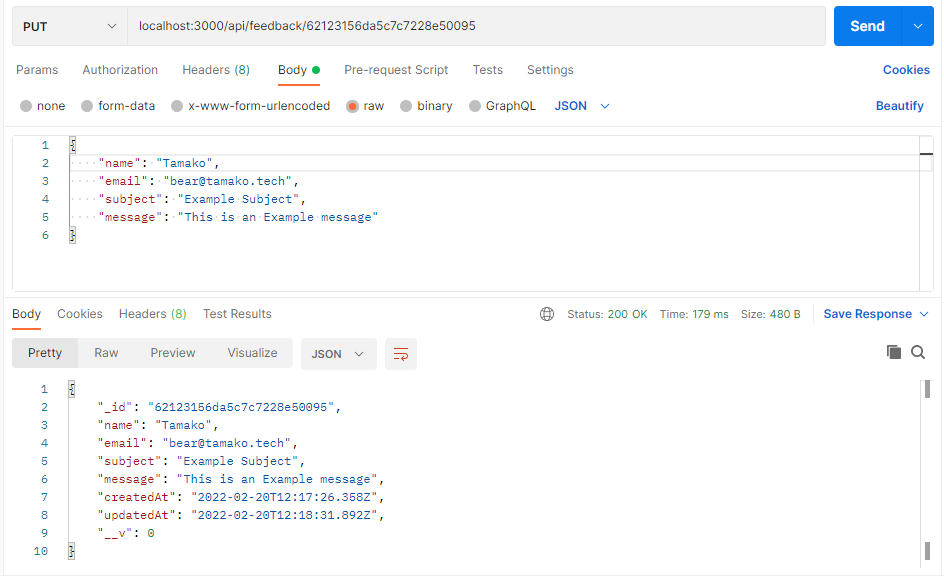 PUT localhost:3000/api/feedback/62123156da5c7c7228e50095 Send
Params Authorization Headers (8) Body Pre-request Script Tests Settings Cookies
none form-data x-www-form-urlencoded raw binary GraphQL JSON Beautify
1 {
2 "name": "Tamako",
3 "email": "bear@tamako.tech",
4 "subject": "Example Subject",
5 "message": "This is an Example message"
6 }
Body Cookies Headers (8) Test Results Status: 200 OK Time: 179 ms Size: 480 B Save Response
Pretty Raw Preview Visualize JSON
1 {
2 "_id": "62123156da5c7c7228e50095",
3 "name": "Tamako",
4 "email": "bear@tamako.tech",
5 "subject": "Example Subject",
6 "message": "This is an Example message",
7 "createdAt": "2022-02-20T12:17:26.358Z",
8 "updatedAt": "2022-02-20T12:18:31.892Z",
9 "__v": 0
10 }